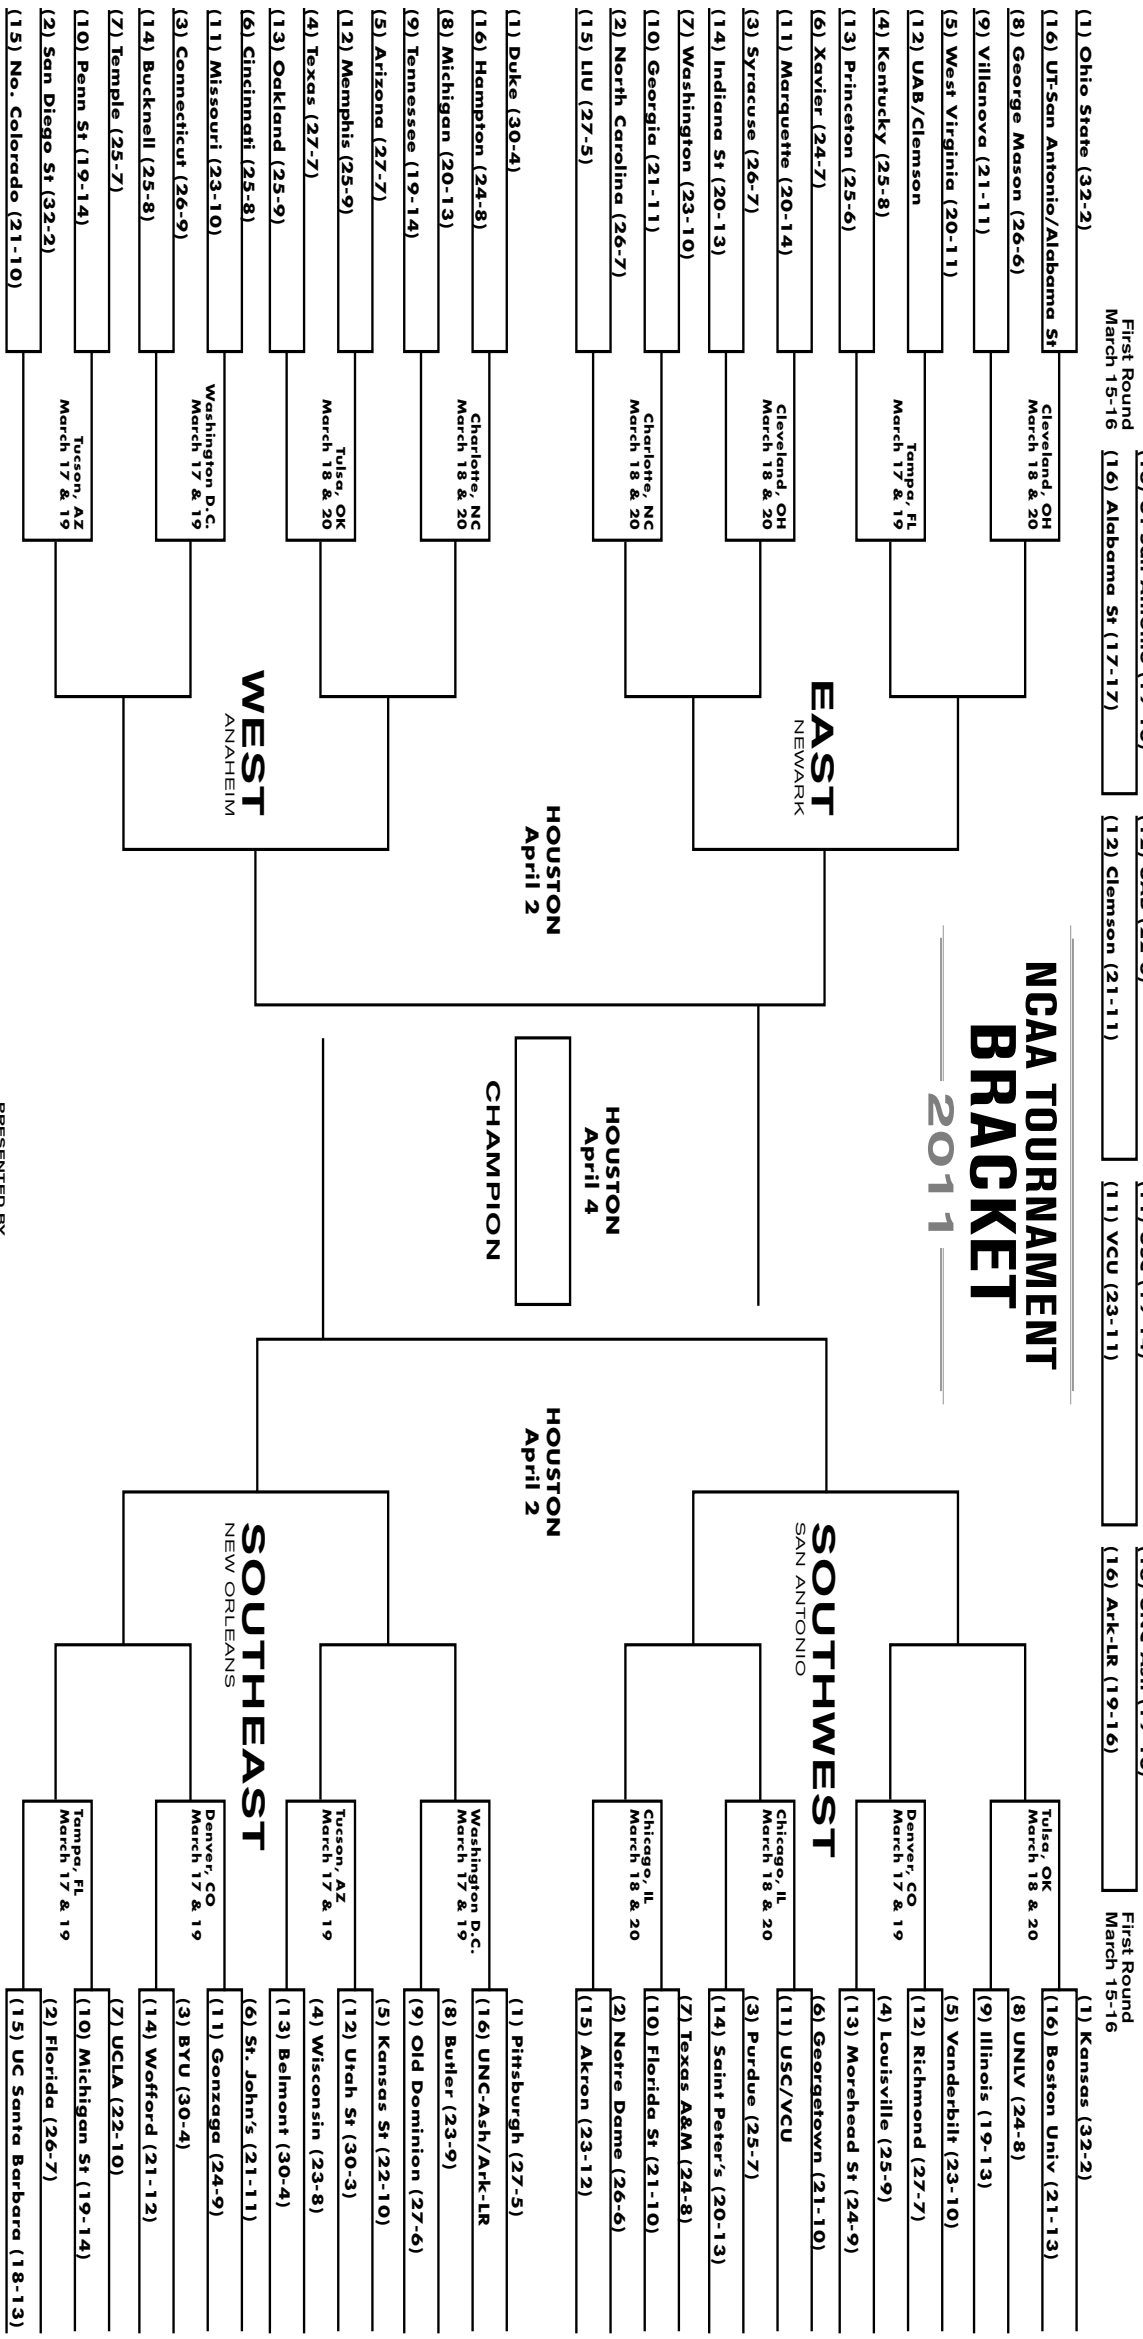 First Round
March 15-16
(16) Alabama St (17-17)
(12) Clemson (21-11)
(11) VCU (23-11)
(16) Ark-LR (19-16)
First Round
March 15-16
NCAA TOURNAMENT
BRACKET
2011
(1) Ohio State (32-2)
(16) UT-San Antonio/Alabama St
(8) George Mason (26-6)
(9) Villanova (21-11)
(5) West Virginia (20-11)
(12) UAB/Clemson
(4) Kentucky (25-8)
(13) Princeton (25-6)
(6) Xavier (24-7)
(11) Marquette (20-14)
(3) Syracuse (26-7)
(14) Indiana St (20-13)
(7) Washington (23-10)
(10) Georgia (21-11)
(2) North Carolina (26-7)
(15) LIU (27-5)
Cleveland, OH
March 18 & 20
Tampa, FL
March 17 & 19
Cleveland, OH
March 18 & 20
Charlotte, NC
March 18 & 20
EAST
NEWARK
(1) Duke (30-4)
(16) Hampton (24-8)
(8) Michigan (20-13)
(9) Tennessee (19-14)
(5) Arizona (27-7)
(12) Memphis (25-9)
(4) Texas (27-7)
(13) Oakland (25-9)
(6) Cincinnati (25-8)
(11) Missouri (23-10)
(3) Connecticut (26-9)
(14) Bucknell (25-8)
(7) Temple (25-7)
(10) Penn St (19-14)
(2) San Diego St (32-2)
(15) No. Colorado (21-10)
Charlotte, NC
March 18 & 20
Tulsa, OK
March 18 & 20
Washington D.C.
March 17 & 19
Tucson, AZ
March 17 & 19
WEST
ANAHEIM
HOUSTON
April 2
HOUSTON
April 4
CHAMPION
HOUSTON
April 2
SOUTHWEST
SAN ANTONIO
Tulsa, OK
March 18 & 20
Denver, CO
March 17 & 19
Chicago, IL
March 18 & 20
Chicago, IL
March 18 & 20
(1) Kansas (32-2)
(16) Boston Univ (21-13)
(8) UNLV (24-8)
(9) Illinois (19-13)
(5) Vanderbilt (23-10)
(12) Richmond (27-7)
(4) Louisville (25-9)
(13) Morehead St (24-9)
(6) Georgetown (21-10)
(11) USC/VCU
(3) Purdue (25-7)
(14) Saint Peter's (20-13)
(7) Texas A&M (24-8)
(10) Florida St (21-10)
(2) Notre Dame (26-6)
(15) Akron (23-12)
SOUTHEAST
NEW ORLEANS
Washington D.C.
March 17 & 19
Tucson, AZ
March 17 & 19
Denver, CO
March 17 & 19
Tampa, FL
March 17 & 19
(1) Pittsburgh (27-5)
(16) UNC-Ash/Ark-LR
(8) Butler (23-9)
(9) Old Dominion (27-6)
(5) Kansas St (22-10)
(12) Utah St (30-3)
(4) Wisconsin (23-8)
(13) Belmont (30-4)
(6) St. John's (21-11)
(11) Gonzaga (24-9)
(3) BYU (30-4)
(14) Wofford (21-12)
(7) UCLA (22-10)
(10) Michigan St (19-14)
(2) Florida (26-7)
(15) UC Santa Barbara (18-13)
PRESENTED BY